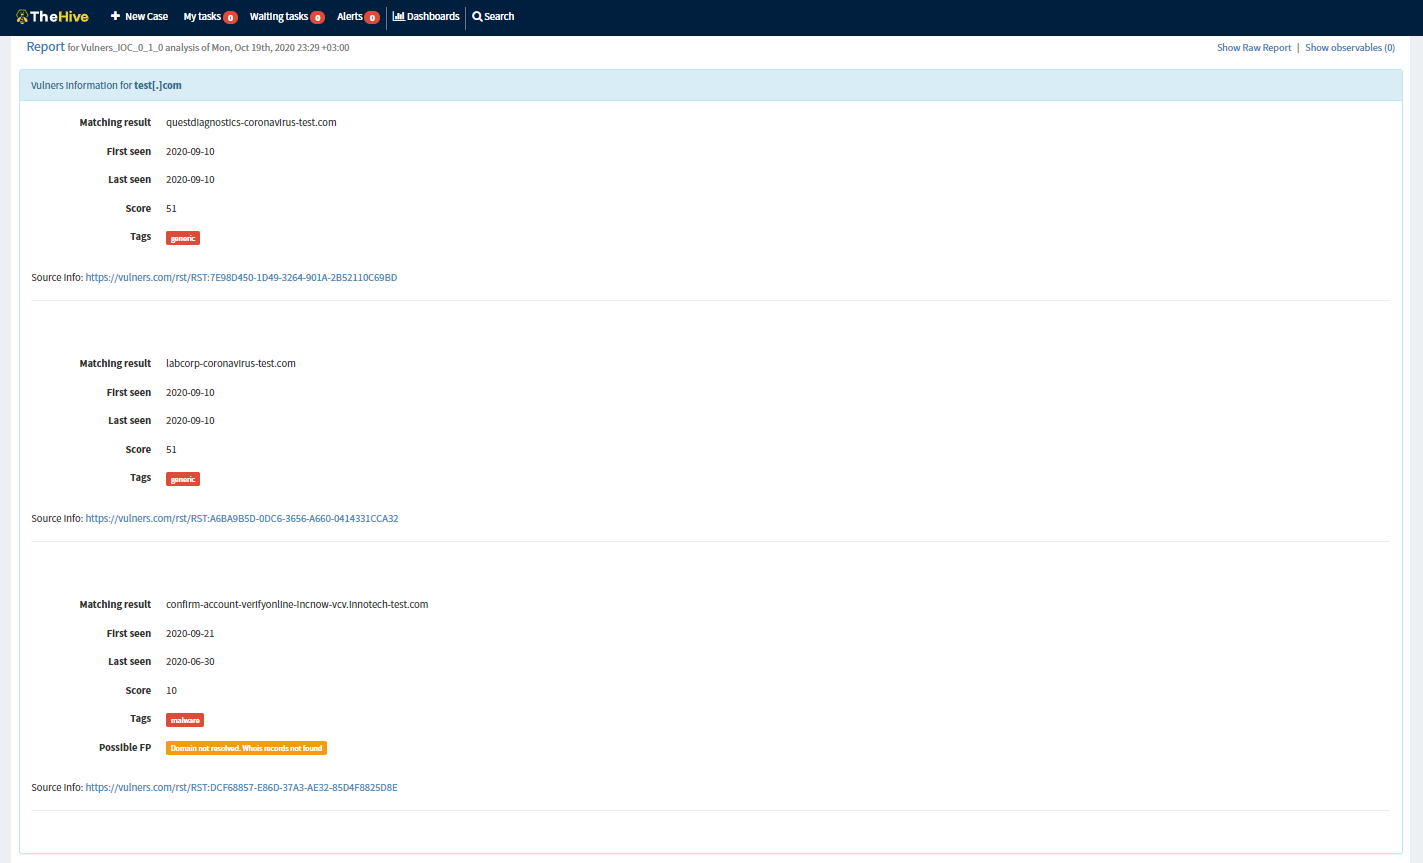 TheHive + New Case My tasks 0 Waiting tasks 0 Alerts 0 Dashboards Search
Report for Vulners_IOC_0_1_0 analysis of Mon, Oct 19th, 2020 23:29 +03:00 Show Raw Report | Show observables (0)
Vulners information for test[.]com
Matching result questdiagnostics-coronavirus-test.com
First seen 2020-09-10
Last seen 2020-09-10
Score 51
Tags generic
Source info: https://vulners.com/rst/RST:7E98D450-1D49-3264-901A-2B52110C69BD
Matching result labcorp-coronavirus-test.com
First seen 2020-09-10
Last seen 2020-09-10
Score 51
Tags generic
Source info: https://vulners.com/rst/RST:A6BA9B5D-0DC6-3656-A660-0414331CCA32
Matching result confirm-account-verifyonline-incnow-vcv.innotech-test.com
First seen 2020-09-21
Last seen 2020-06-30
Score 10
Tags malware
Possible FP Domain not resolved. Whois records not found
Source info: https://vulners.com/rst/RST:DCF68857-E86D-37A3-AE32-85D4F8825D8E